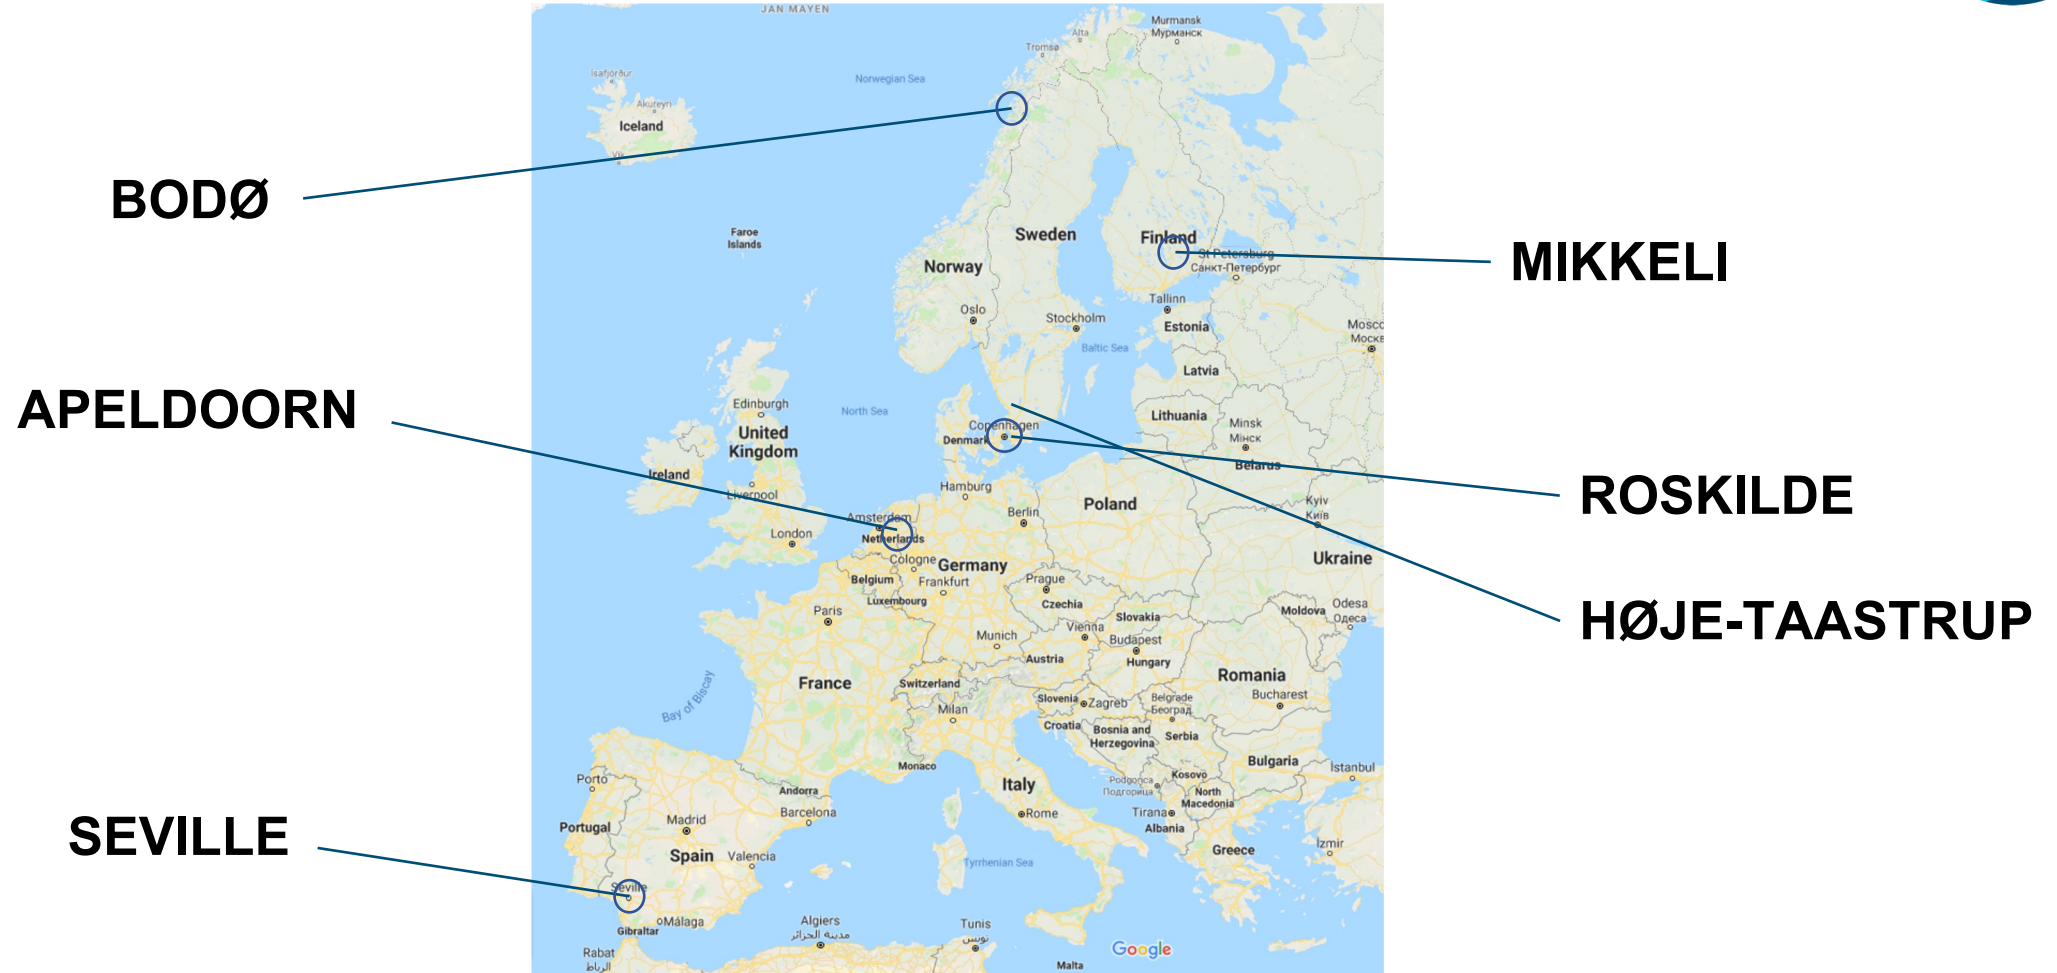 JAN MAYEN
Murmansk
Мурманск
Alta
Tromsø
Norwegian Sea
Ísafjörður
Akureyri
Iceland
Vík
BODØ
Faroe
Islands
Sweden
Finland
Norway
St Petersburg
Санкт-Петербург
MIKKELI
Oslo
Stockholm
Tallinn
Estonia
Baltic Sea
Mosco
Москв
Latvia
APELDOORN
Edinburgh
North Sea
United
Kingdom
Copenhagen
Denmark
Lithuania
Minsk
Мінск
Belarus
Ireland
Liverpool
Hamburg
Berlin
Poland
Kyiv
Київ
ROSKILDE
Amsterdam
Netherlands
London
Cologne
Germany
Ukraine
Belgium
Frankfurt
Prague
Luxembourg
Czechia
Paris
Slovakia
Moldova
Odesa
Одеса
HØJE-TAASTRUP
Munich
Vienna
Budapest
Austria
Hungary
France
Switzerland
Romania
Bay of Biscay
Milan
Slovenia
Zagreb
Belgrade
Београд
Bucharest
Croatia
Bosnia and
Herzegovina
Serbia
Monaco
Bulgaria
Istanbul
Porto
Andorra
Italy
Podgorica
Подгорица
Kosovo
North
Macedonia
Barcelona
Rome
Tirana
Albania
Portugal
Madrid
SEVILLE
Spain
Valencia
Tyrrhenian Sea
Greece
İzmir
Seville
Málaga
Gibraltar
Algiers
مدينة الجزائر
Tunis
تونس
Rabat
الرباط
Google
Malta